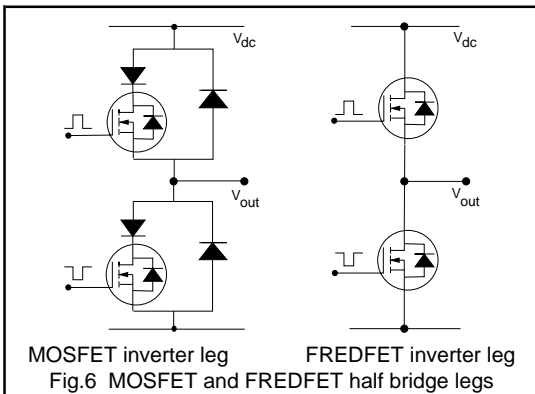 Vdc
Vdc
Vout
Vout
MOSFET inverter leg
FREDFET inverter leg
Fig.6 MOSFET and FREDFET half bridge legs